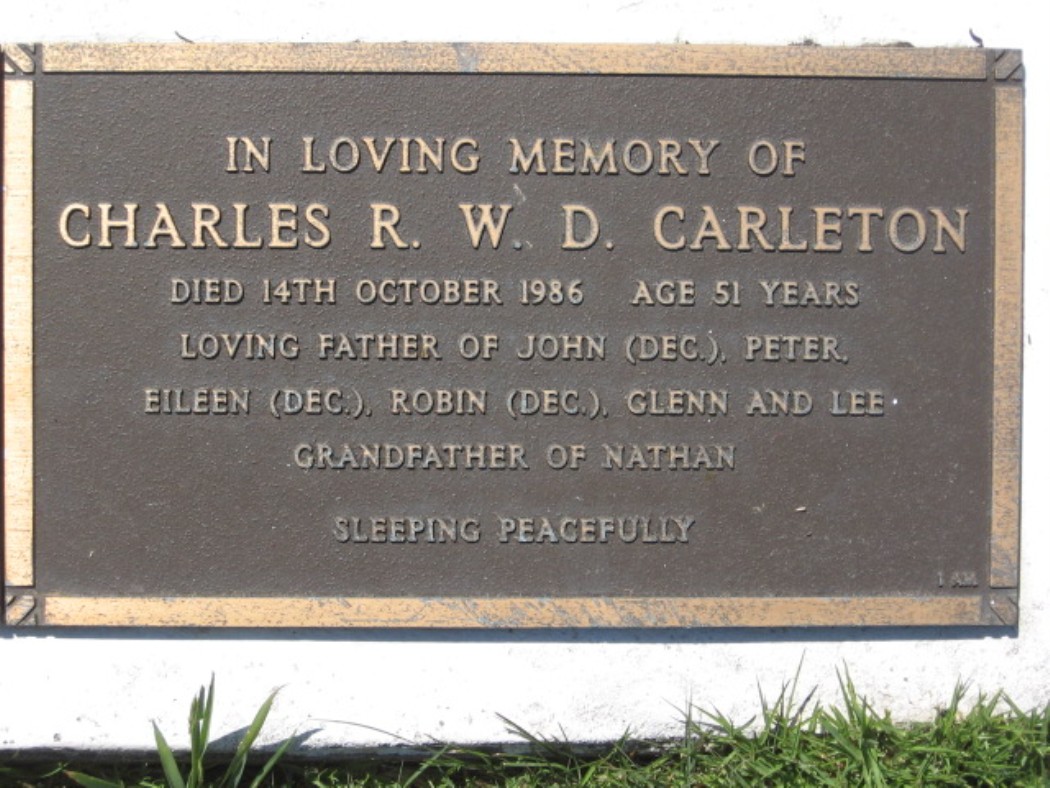 IN LOVING MEMORY OF
CHARLES R. W. D. CARLETON
DIED 14TH OCTOBER 1986 AGE 51 YEARS
LOVING FATHER OF JOHN (DEC.), PETER,
EILEEN (DEC.), ROBIN (DEC.), GLENN AND LEE
GRANDFATHER OF NATHAN
SLEEPING PEACEFULLY